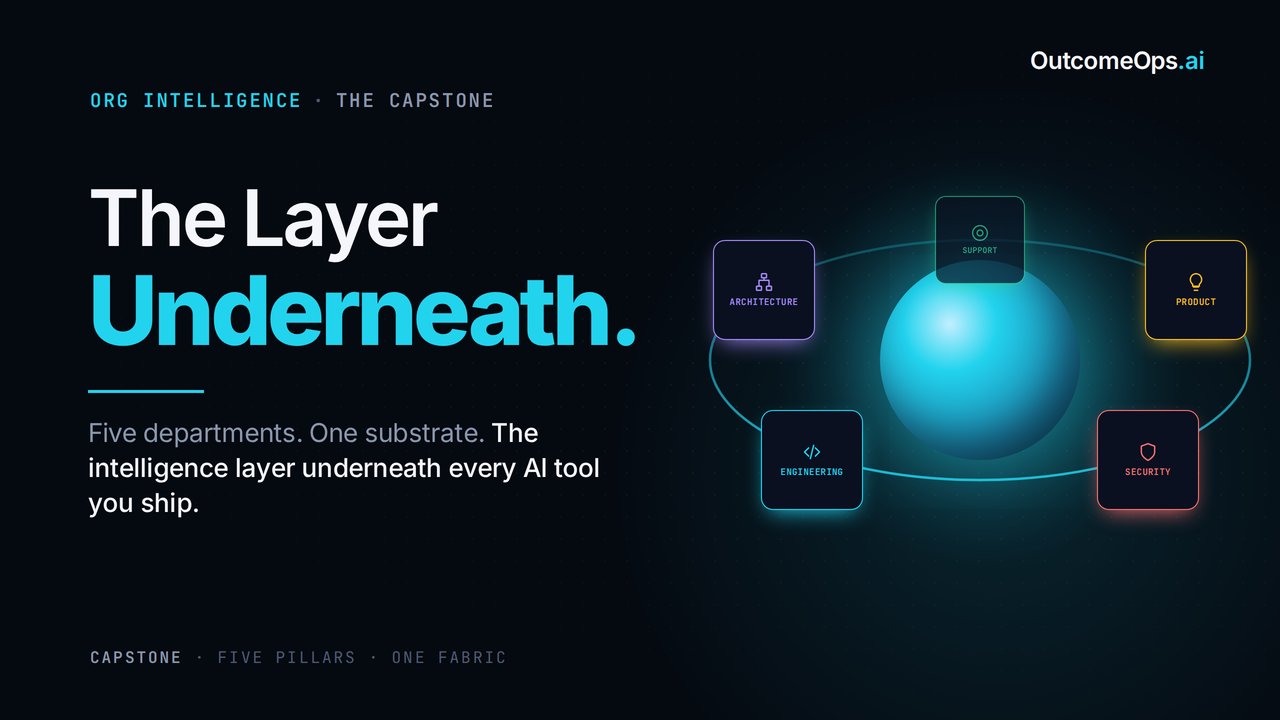 OutcomeOps.ai
ORG INTELLIGENCE · THE CAPSTONE
The Layer
Underneath.
Five departments. One substrate. The
intelligence layer underneath every AI tool
you ship.
SUPPORT
ARCHITECTURE
PRODUCT
ENGINEERING
SECURITY
CAPSTONE · FIVE PILLARS · ONE FABRIC